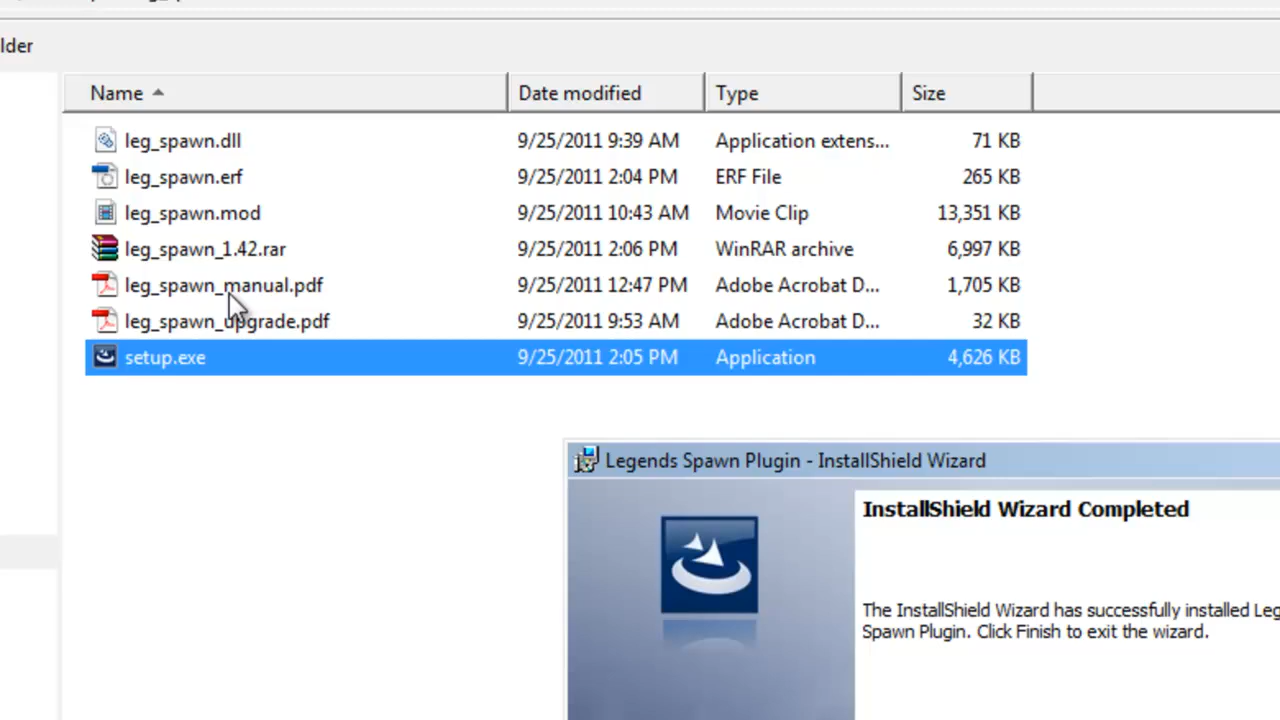 lder
Name Date modified Type Size
leg_spawn.dll 9/25/2011 9:39 AM Application extens... 71 KB
leg_spawn.erf 9/25/2011 2:04 PM ERF File 265 KB
leg_spawn.mod 9/25/2011 10:43 AM Movie Clip 13,351 KB
leg_spawn_1.42.rar 9/25/2011 2:06 PM WinRAR archive 6,997 KB
leg_spawn_manual.pdf 9/25/2011 12:47 PM Adobe Acrobat D... 1,705 KB
leg_spawn_upgrade.pdf 9/25/2011 9:53 AM Adobe Acrobat D... 32 KB
setup.exe 9/25/2011 2:05 PM Application 4,626 KB
Legends Spawn Plugin - InstallShield Wizard
InstallShield Wizard Completed
The InstallShield Wizard has successfully installed Leg
Spawn Plugin. Click Finish to exit the wizard.